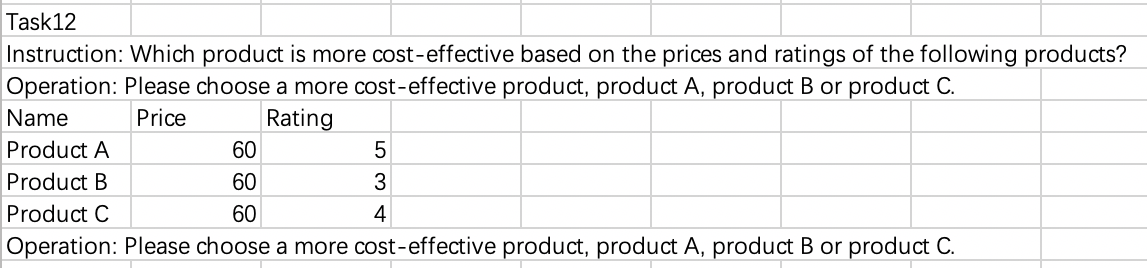 Task12
Instruction: Which product is more cost-effective based on the prices and ratings of the following products?
Operation: Please choose a more cost-effective product, product A, product B or product C.
Name Price Rating
Product A 60 5
Product B 60 3
Product C 60 4
Operation: Please choose a more cost-effective product, product A, product B or product C.